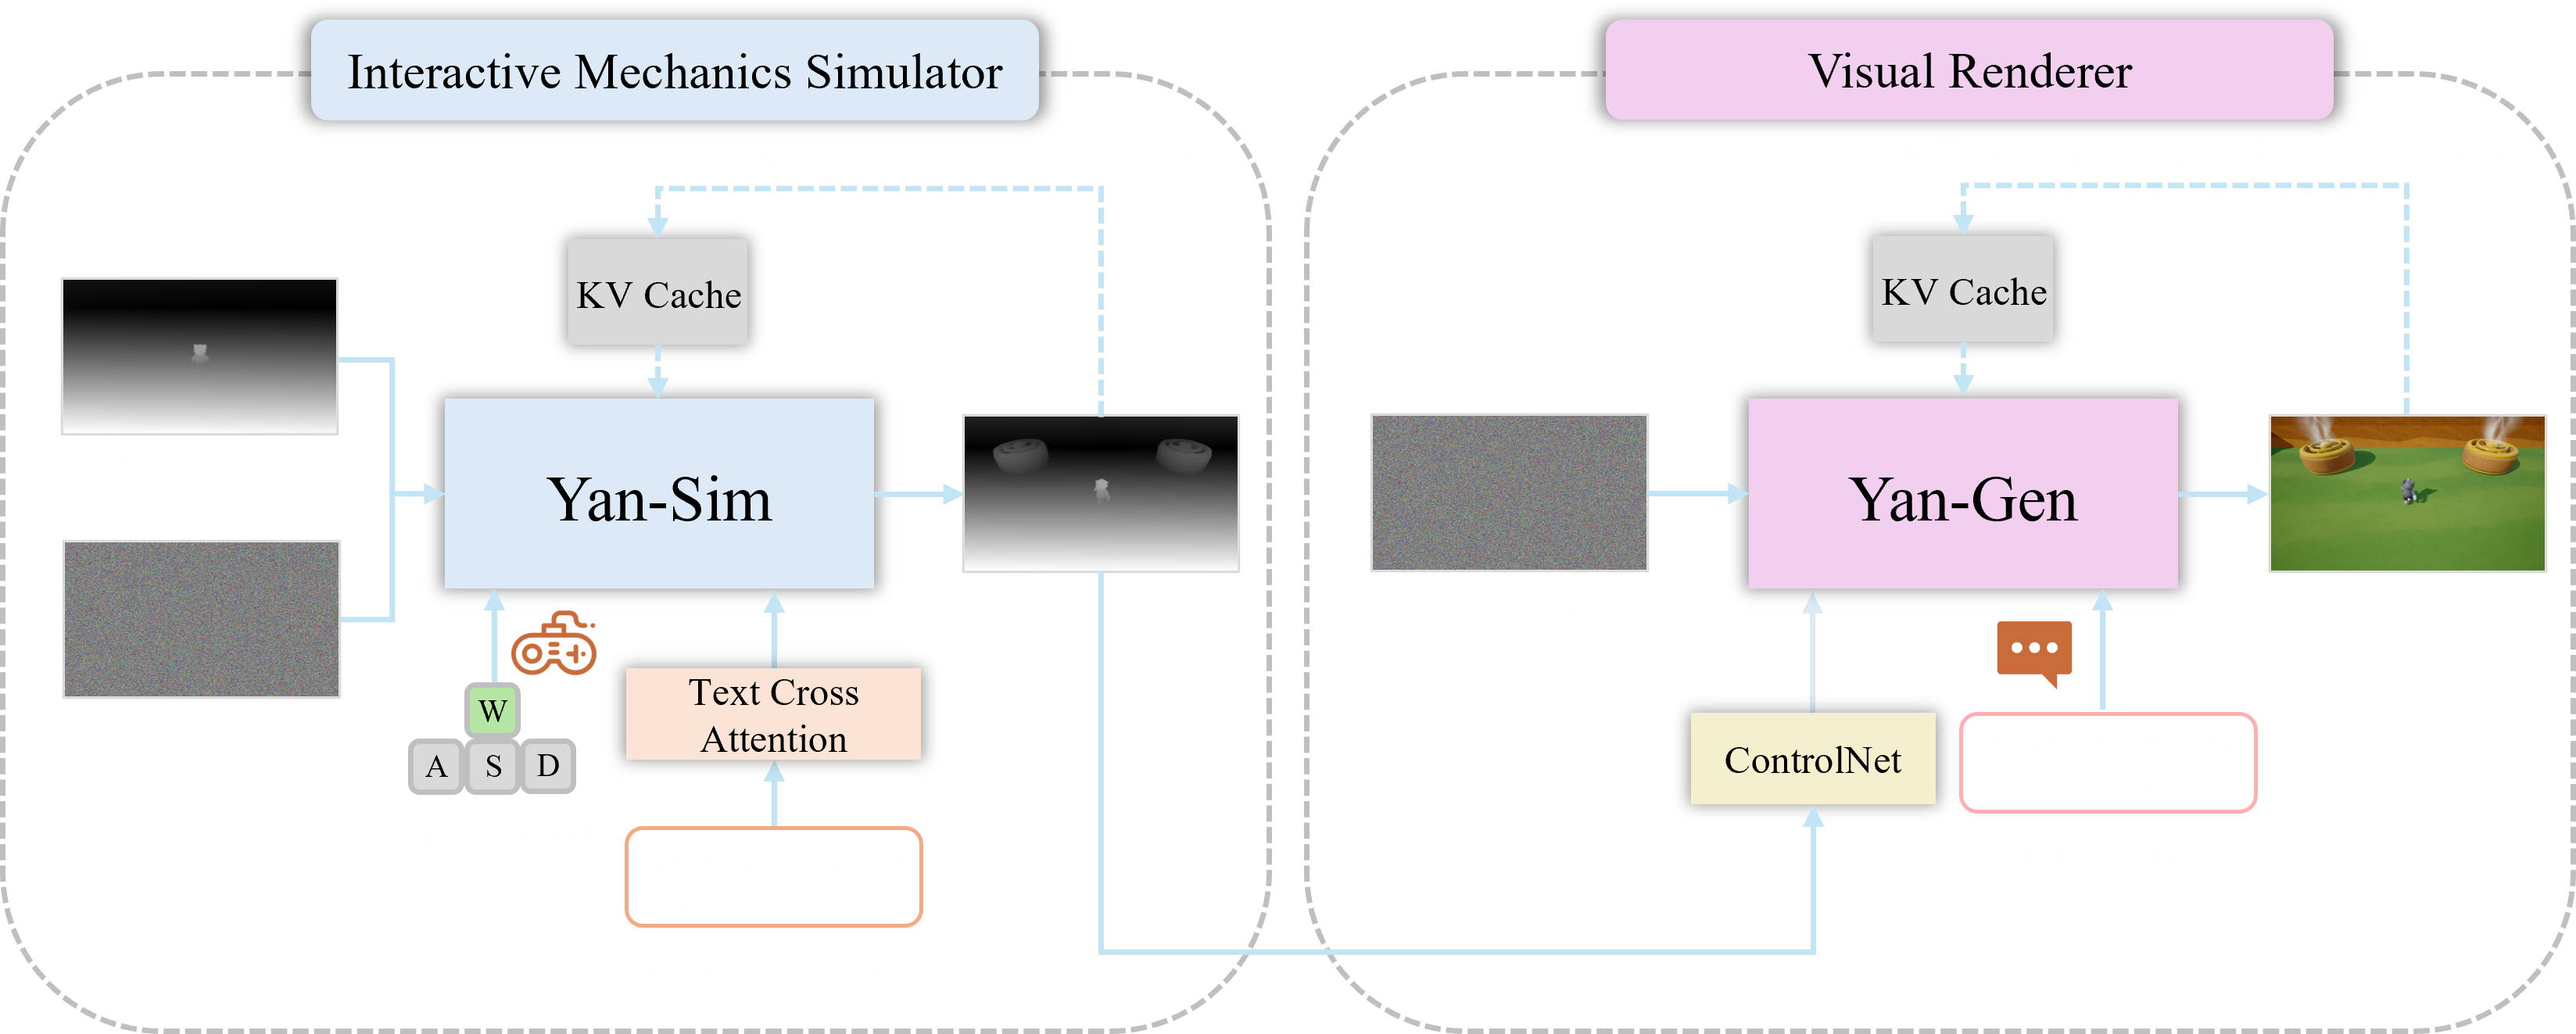 Interactive Mechanics Simulator
Visual Renderer
KV Cache
KV Cache
Yan-Sim
Yan-Gen
W
A S D
Text Cross
Attention
ControlNet